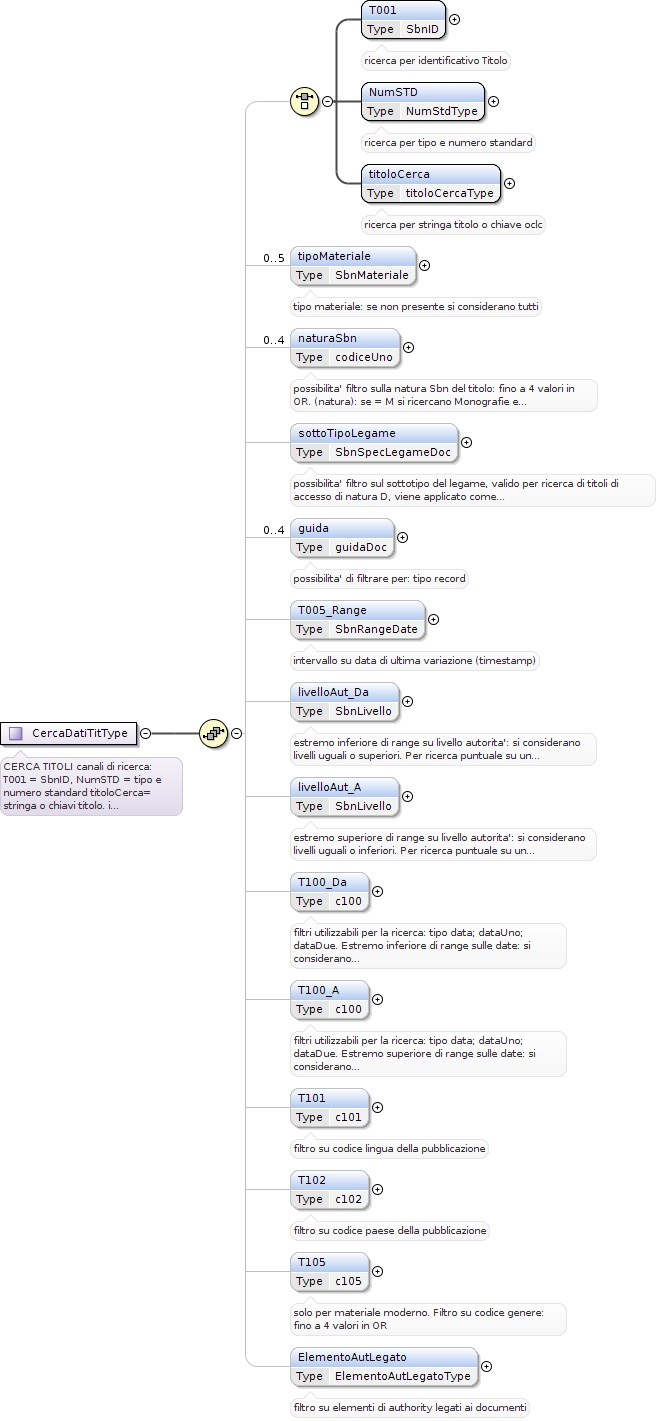 T001
Type SbnID
ricerca per identificativo Titolo
NumSTD
Type NumStdType
ricerca per tipo e numero standard
titoloCerca
Type titoloCercaType
ricerca per stringa titolo o chiave oclc
0..5
tipoMateriale
Type SbnMateriale
tipo materiale: se non presente si considerano tutti
0..4
naturaSbn
Type codiceUno
possibilita' filtro sulla natura Sbn del titolo: fino a 4 valori in
OR. (natura): se = M si ricercano Monografie e...
sottoTipoLegame
Type SbnSpecLegameDoc
possibilita' filtro sul sottotipo del legame, valido per ricerca di titoli di
accesso di natura D, viene applicato come...
0..4
guida
Type guidaDoc
possibilita' di filtrare per: tipo record
T005_Range
Type SbnRangeDate
intervallo su data di ultima variazione (timestamp)
livelloAut_Da
Type SbnLivello
estremo inferiore di range su livello autorita': si considerano
livelli uguali o superiori. Per ricerca puntuale su un...
CercaDatiTitType
CERCA TITOLI canali di ricerca:
T001 = SbnID, NumSTD = tipo e
numero standard titoloCerca=
stringa o chiavi titolo. i...
livelloAut_A
Type SbnLivello
estremo superiore di range su livello autorita': si considerano
livelli uguali o inferiori. Per ricerca puntuale su un...
T100_Da
Type c100
filtri utilizzabili per la ricerca: tipo data; dataUno;
dataDue. Estremo inferiore di range sulle date: si
considerano...
T100_A
Type c100
filtri utilizzabili per la ricerca: tipo data; dataUno;
dataDue. Estremo superiore di range sulle date: si
considerano...
T101
Type c101
filtro su codice lingua della pubblicazione
T102
Type c102
filtro su codice paese della pubblicazione
T105
Type c105
solo per materiale moderno. Filtro su codice genere:
fino a 4 valori in OR
ElementoAutLegato
Type ElementoAutLegatoType
filtro su elementi di authority legati ai documenti